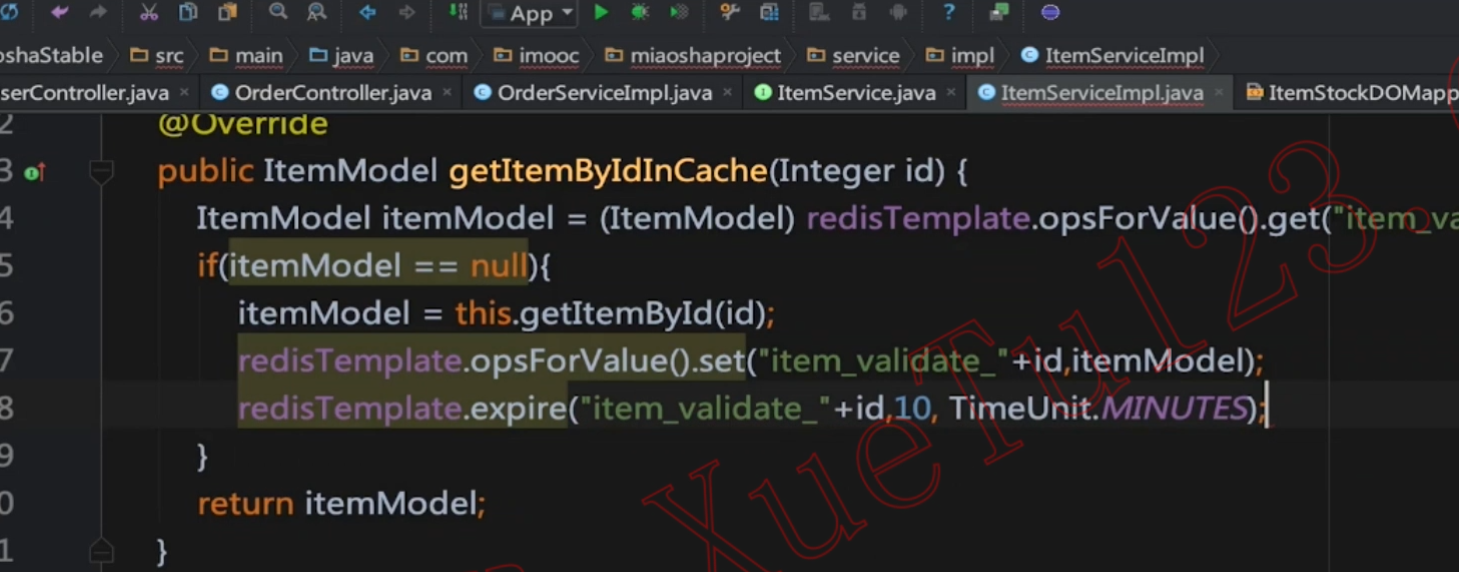 App
oshaStable src main java com imooc miaoshaproject service impl ItemServiceImpl
serController.java OrderController.java OrderServiceImpl.java ItemService.java ItemServiceImpl.java ItemStockDOMapp
2 @Override
3 public ItemModel getItemByIdInCache(Integer id) {
4 ItemModel itemModel = (ItemModel) redisTemplate.opsForValue().get("item_va
5 if(itemModel == null){
6 itemModel = this.getItemById(id);
7 redisTemplate.opsForValue().set("item_validate_"+id,itemModel);
8 redisTemplate.expire("item_validate_"+id,10, TimeUnit.MINUTES);
9 }
0 return itemModel;
1 }
XueTu123.